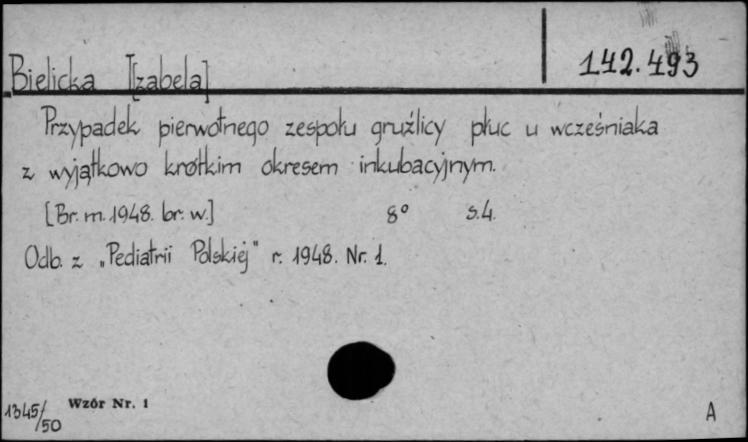 Bielicka I[zabela]
142.493
Przypadek pierwotnego zespołu gruźlicy płuc u wcześniaka
z wyjątkowo krótkim okresem inkubacyjnym.
[Br. m. 1948. br. w.] 8° s.4.
Odb. z „Pediatrii Polskiej" r. 1948. Nr. 1.
1345/50
Wzór Nr. 1
A